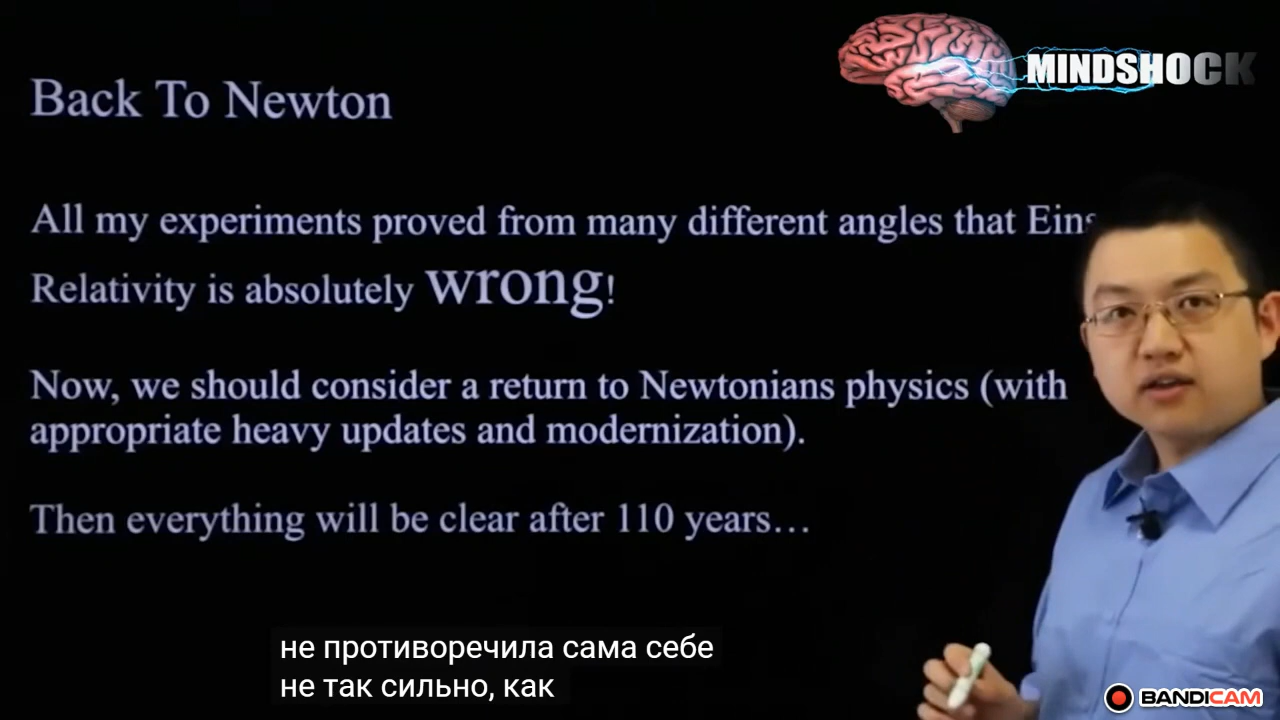 MINDSHOCK
Back To Newton
All my experiments proved from many different angles that
Relativity is absolutely wrong!
Now, we should consider a return to Newtonians physics (with
appropriate heavy updates and modernization).
Then everything will be clear after 110 years…
не противоречила сама себе
не так сильно, как
BANDICAM